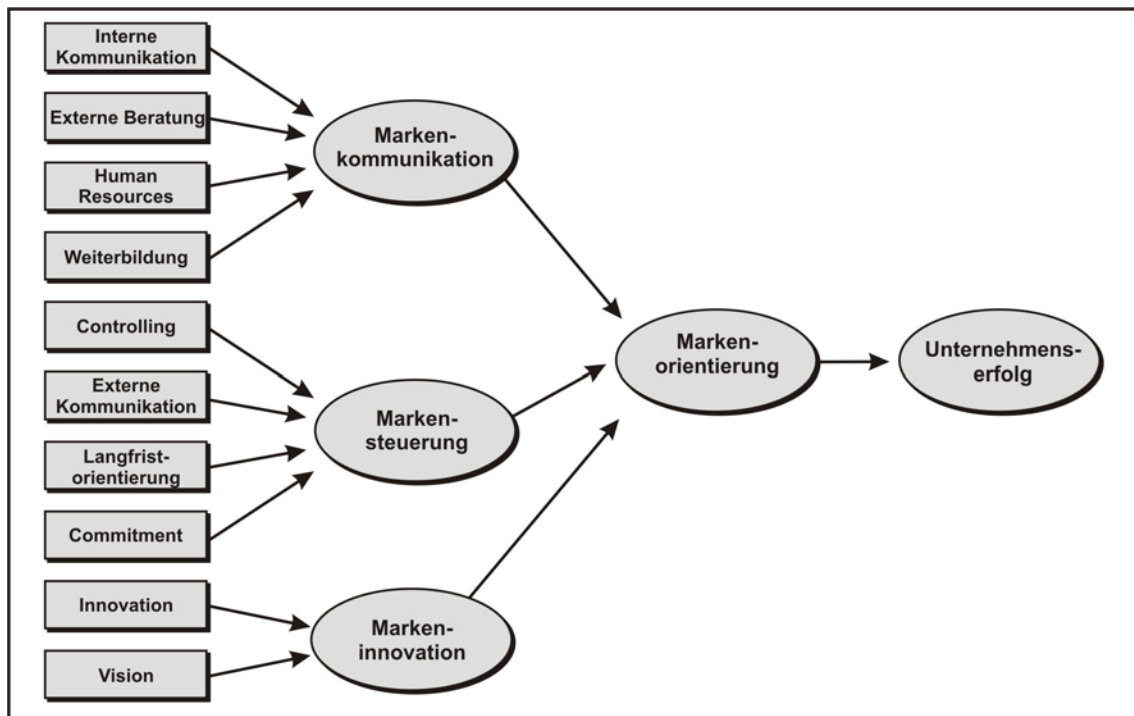 Interne
Kommunikation
Externe Beratung
Human
Resources
Weiterbildung
Controlling
Externe
Kommunikation
Langfrist-
orientierung
Commitment
Innovation
Vision
Marken-
kommunikation
Marken-
steuerung
Marken-
innovation
Marken-
orientierung
Unternehmens-
erfolg